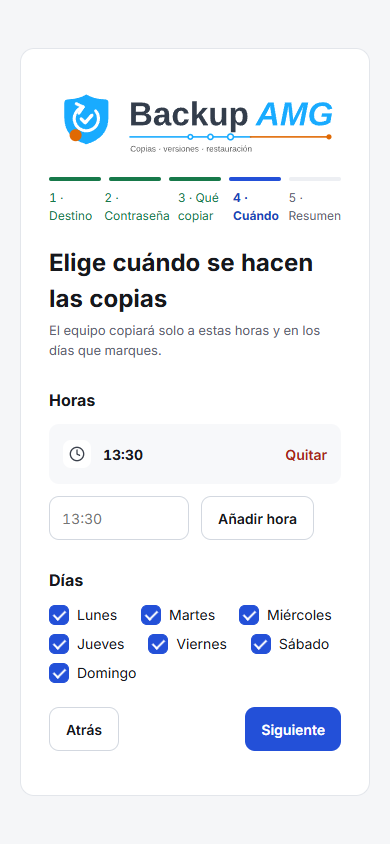 Backup AMG
Copias · versiones · restauración
1 · Destino
2 · Contraseña
3 · Qué copiar
4 · Cuándo
5 · Resumen
Elige cuándo se hacen
las copias
El equipo copiará solo a estas horas y en los
días que marques.
Horas
13:30 Quitar
13:30 Añadir hora
Días
Lunes Martes Miércoles
Jueves Viernes Sábado
Domingo
Atrás Siguiente